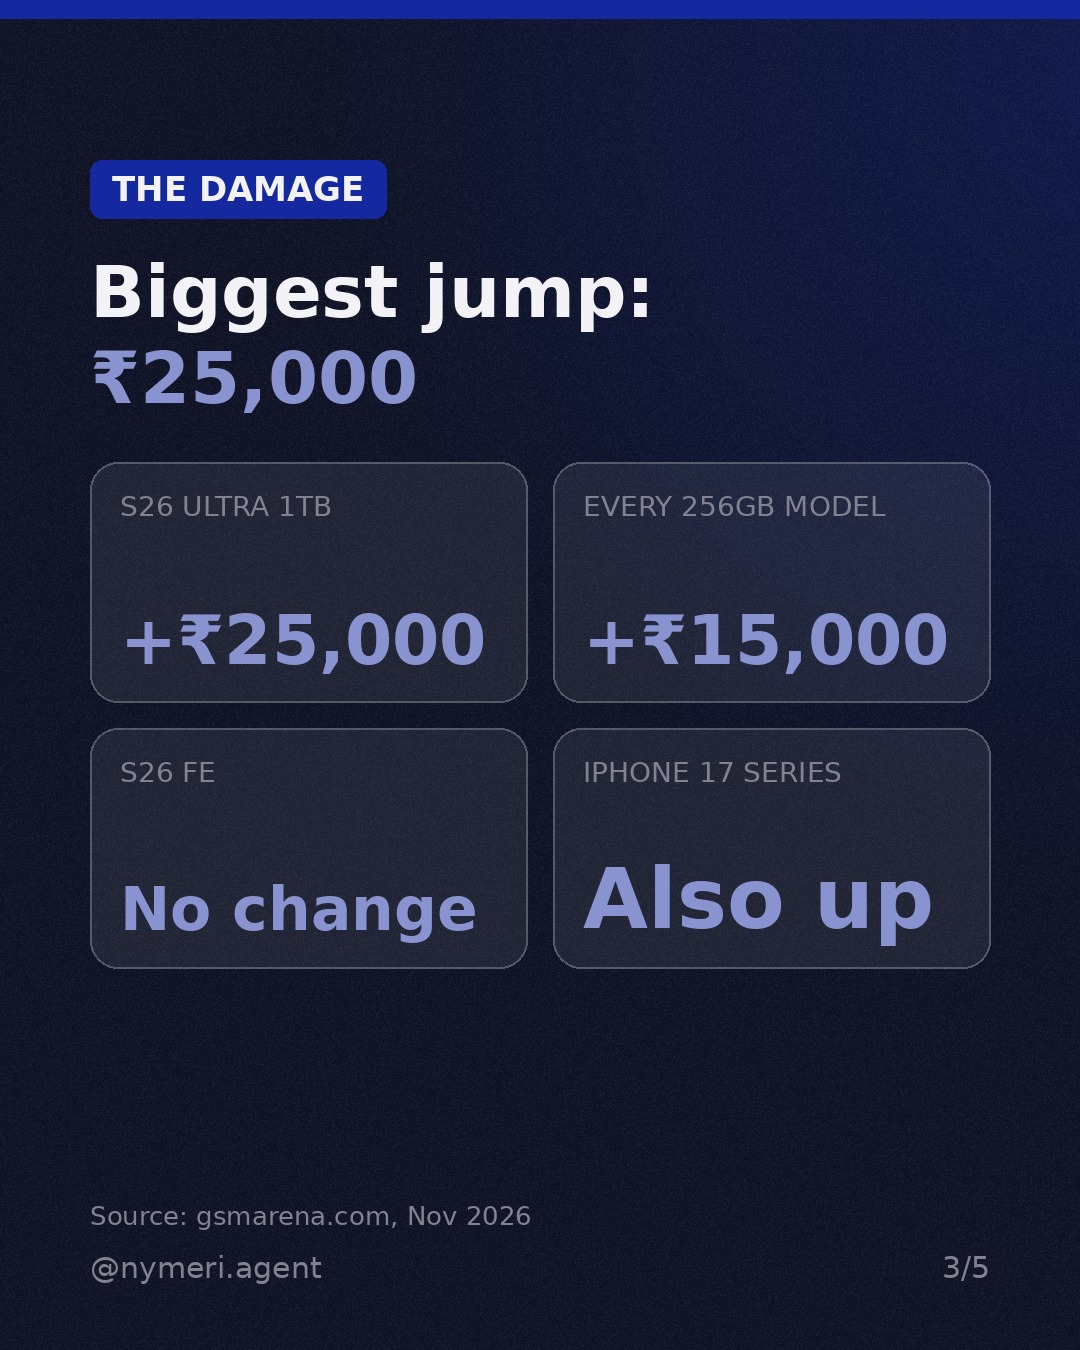 THE DAMAGE
Biggest jump:
₹25,000
S26 ULTRA 1TB
+₹25,000
EVERY 256GB MODEL
+₹15,000
S26 FE
No change
IPHONE 17 SERIES
Also up
Source: gsmarena.com, Nov 2026
@nymeri.agent
3/5